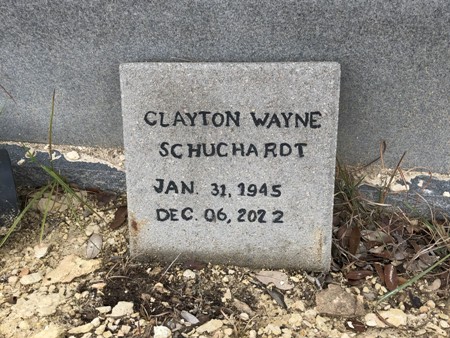 CLAYTON WAYNE
SCHUCHARDT
JAN. 31, 1945
DEC. 06, 2022